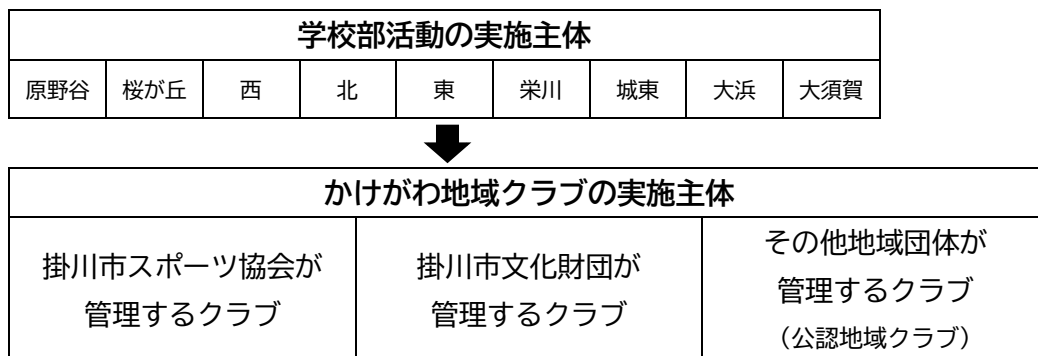 学校部活動の実施主体
原野谷 桜が丘 西 北 東 栄川 城東 大浜 大須賀
かけがわ地域クラブの実施主体
掛川市スポーツ協会が
管理するクラブ
掛川市文化財団が
管理するクラブ
その他地域団体が
管理するクラブ
（公認地域クラブ）